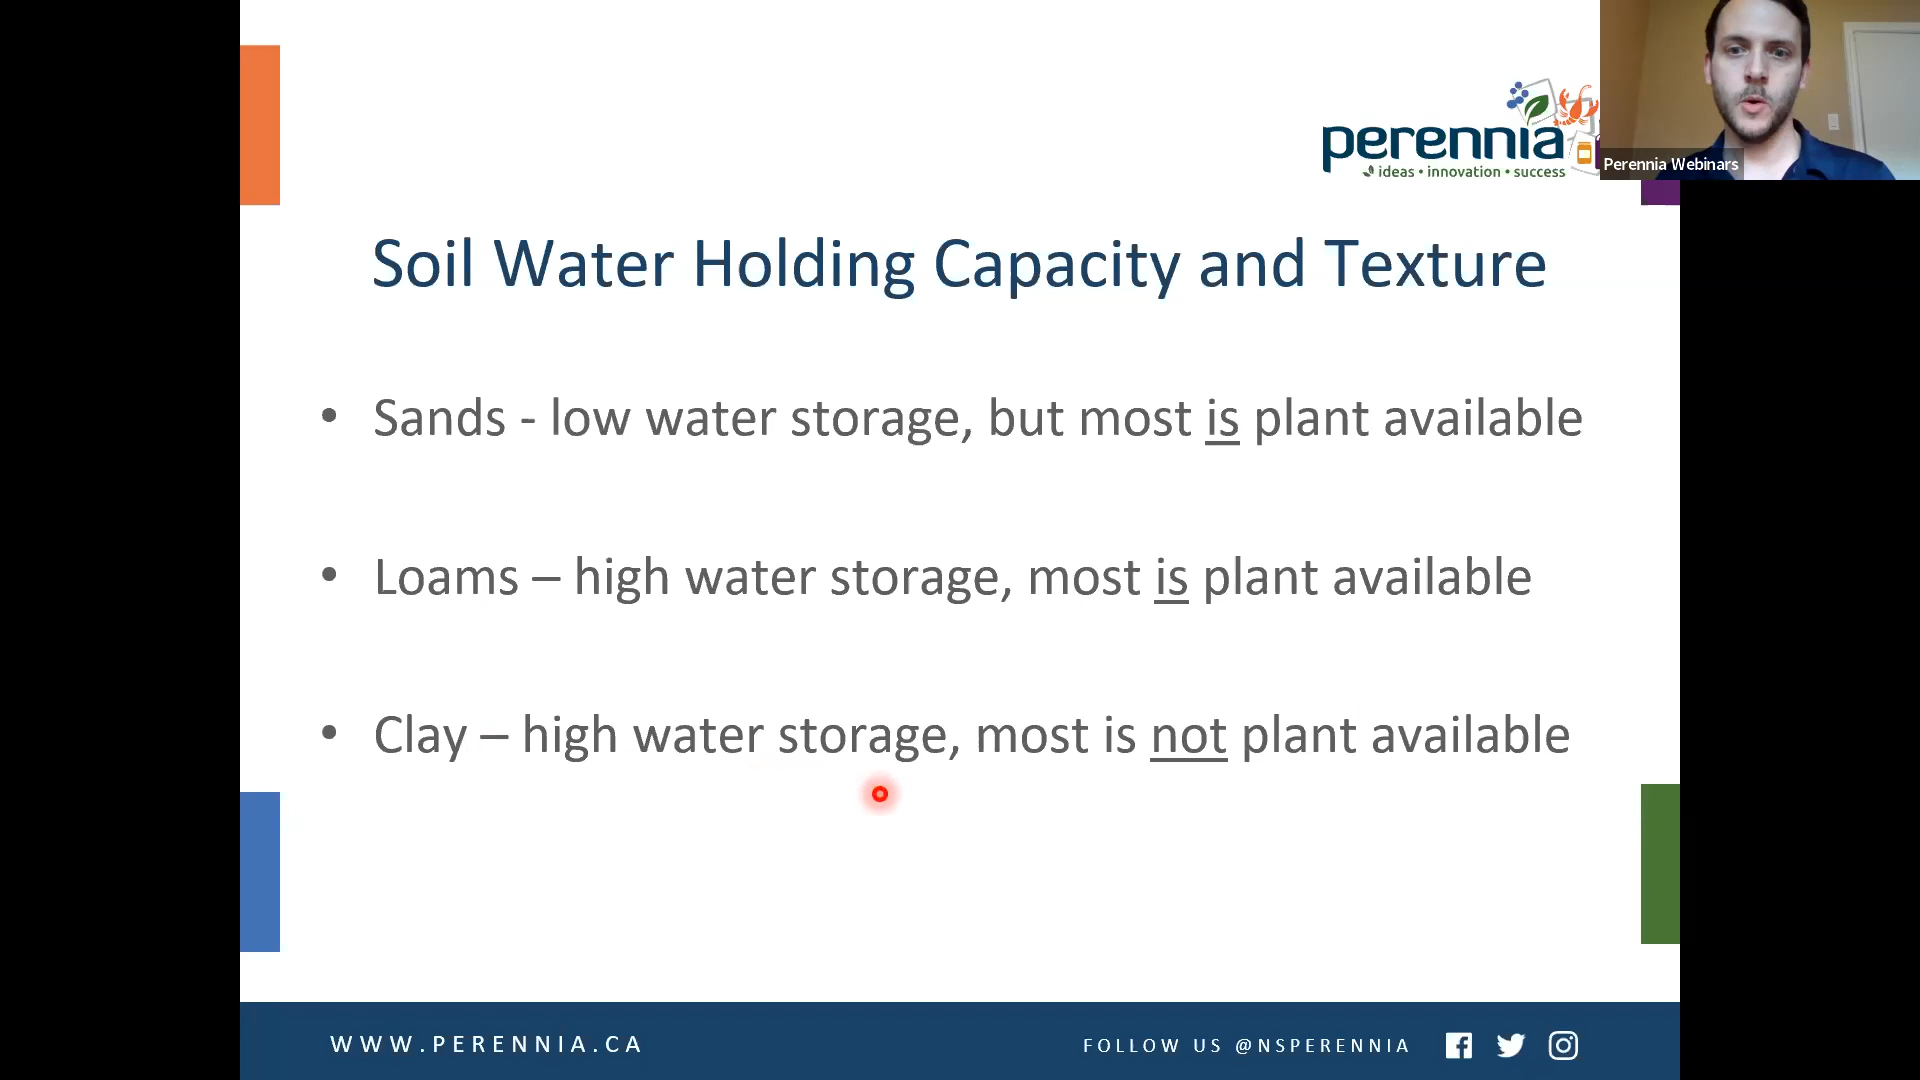 perennia
ideas • innovation • success
Perennia Webinars
Soil Water Holding Capacity and Texture
• Sands - low water storage, but most is plant available
• Loams – high water storage, most is plant available
• Clay – high water storage, most is not plant available
WWW.PERENNIA.CA
FOLLOW US @NSPERENNIA